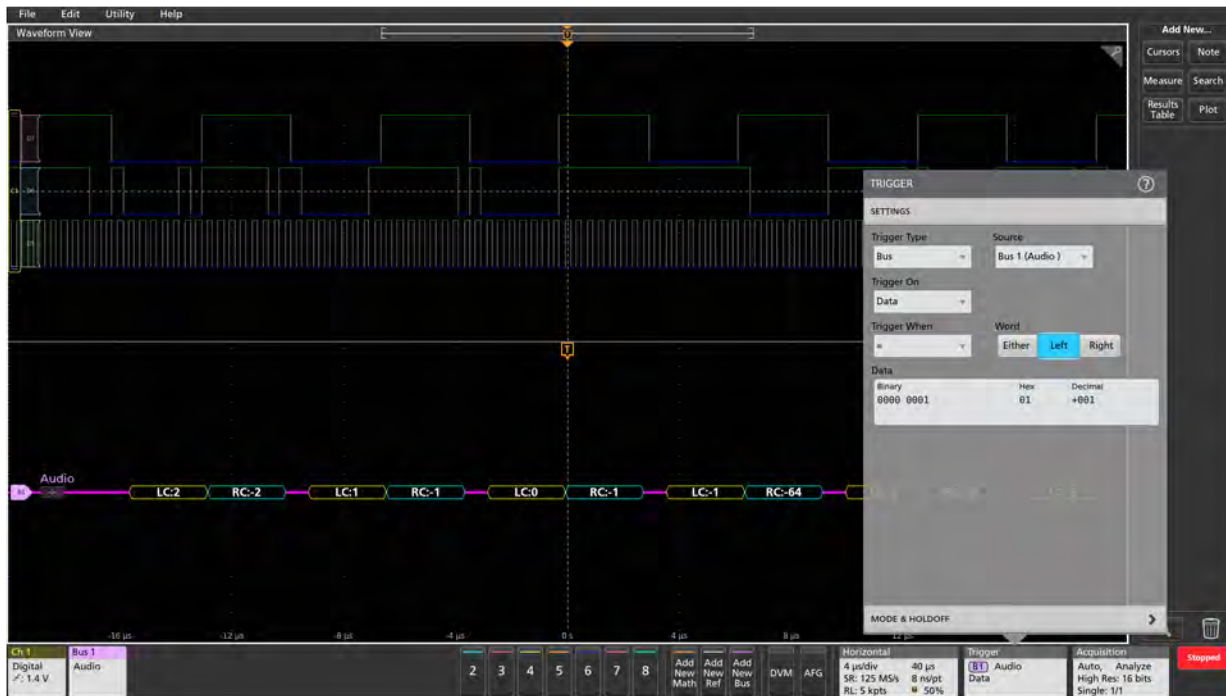 File Edit Utility Help
Waveform View
Add New...
Cursors Note
Measure Search
Results Table Plot
TRIGGER
SETTINGS
Trigger Type Source
Bus Bus 1 (Audio )
Trigger On
Data
Trigger When Word
= Either Left Right
Data
Binary Hex Decimal
0000 0001 01 +001
T
Audio
LC:2 RC:-2 LC:1 RC:-1 LC:0 RC:-1 LC:-1 RC:-64
MODE & HOLDOFF
-16 µs -12 µs -8 µs -4 µs 0 s 4 µs 8 µs 12 µs
Ch 1
Digital
1.4 V
Bus 1
Audio
2 3 4 5 6 7 8
Add New Math
Add New Ref
Add New Bus
DVM AFG
Horizontal
4 µs/div 40 µs
SR: 125 MS/s 8 ns/pt
RL: 5 kpts 50%
Trigger
B1 Audio
Data
Acquisition
Auto, Analyze
High Res: 16 bits
Single: 1/1
Stopped